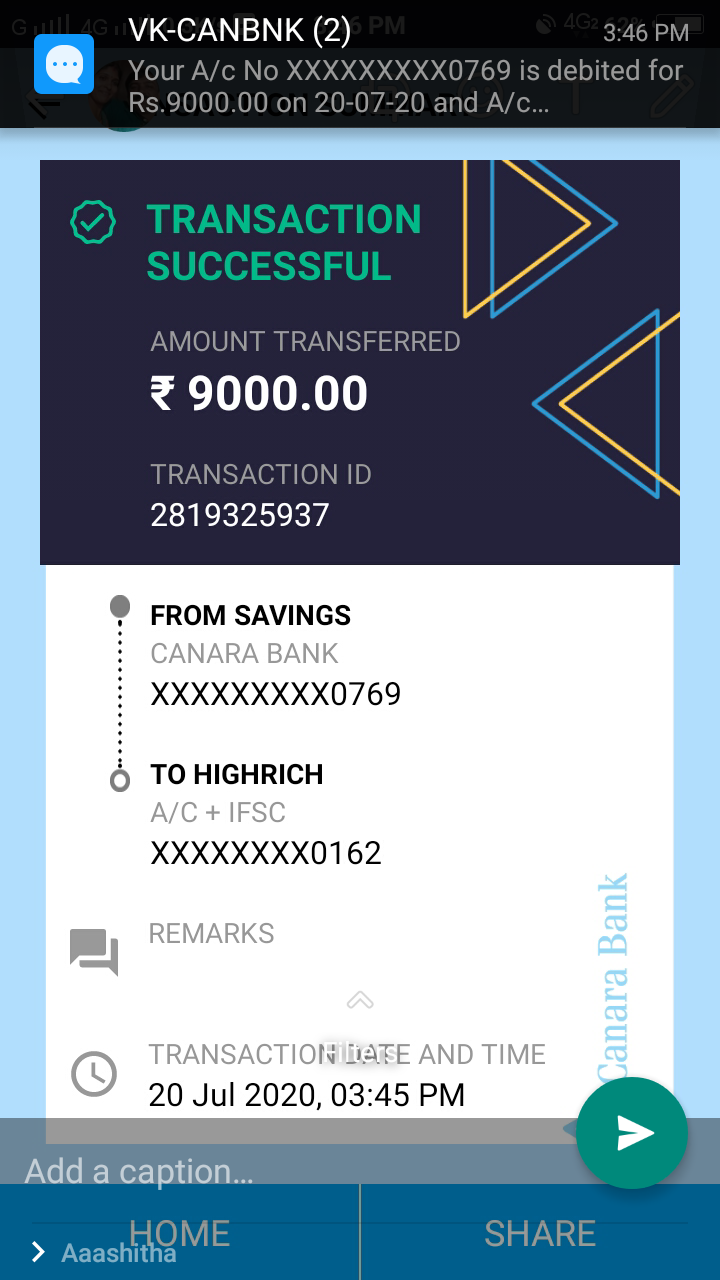 VK-CANBNK (2)
3:46 PM
Your A/c No XXXXXXXXX0769 is debited for
Rs.9000.00 on 20-07-20 and A/c...
TRANSACTION
SUCCESSFUL
AMOUNT TRANSFERRED
₹ 9000.00
TRANSACTION ID
2819325937
FROM SAVINGS
CANARA BANK
XXXXXXXXX0769
TO HIGHRICH
A/C + IFSC
XXXXXXXX0162
REMARKS
Filters
TRANSACTION DATE AND TIME
20 Jul 2020, 03:45 PM
Canara Bank
Add a caption...
HOME
SHARE
Aaashitha